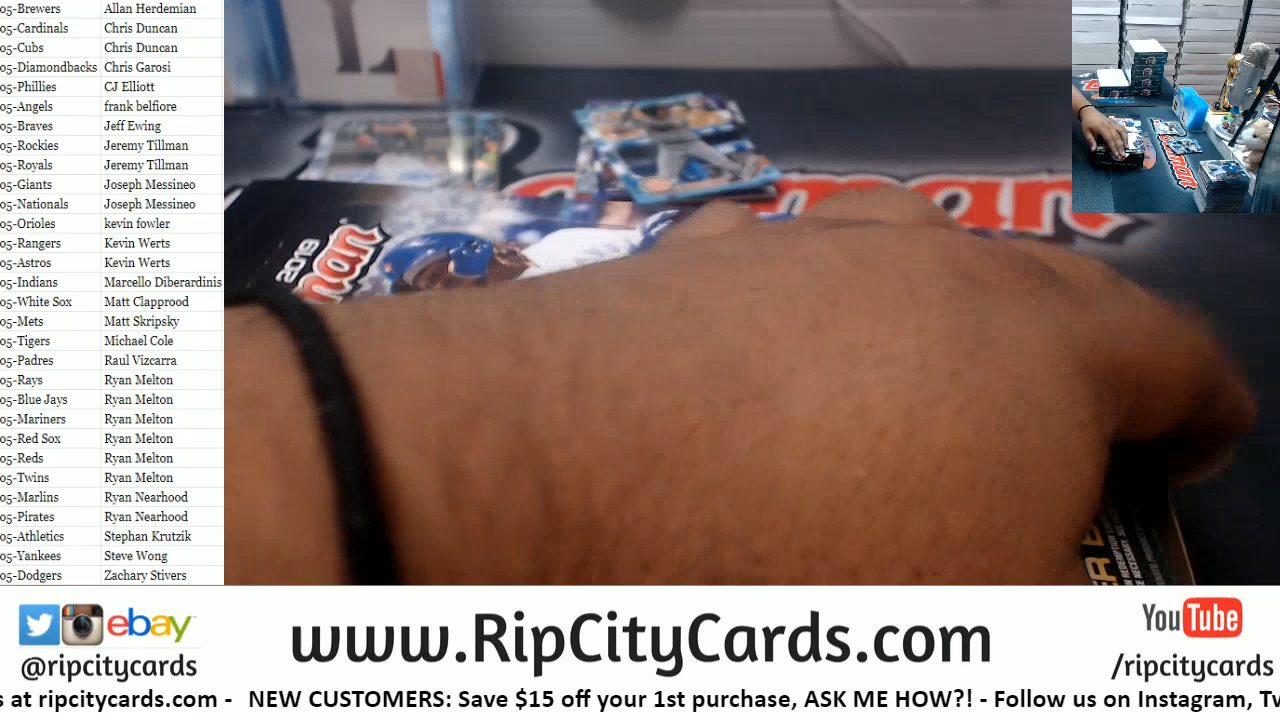 05-Brewers Allan Herdemian
05-Cardinals Chris Duncan
05-Cubs Chris Duncan
05-Diamondbacks Chris Garosi
05-Phillies CJ Elliott
05-Angels frank belfiore
05-Braves Jeff Ewing
05-Rockies Jeremy Tillman
05-Royals Jeremy Tillman
05-Giants Joseph Messineo
05-Nationals Joseph Messineo
05-Orioles kevin fowler
05-Rangers Kevin Werts
05-Astros Kevin Werts
05-Indians Marcello Diberardinis
05-White Sox Matt Clapprood
05-Mets Matt Skripsky
05-Tigers Michael Cole
05-Padres Raul Vizcarra
05-Rays Ryan Melton
05-Blue Jays Ryan Melton
05-Mariners Ryan Melton
05-Red Sox Ryan Melton
05-Reds Ryan Melton
05-Twins Ryan Melton
05-Marlins Ryan Nearhood
05-Pirates Ryan Nearhood
05-Athletics Stephan Krutzik
05-Yankees Steve Wong
05-Dodgers Zachary Stivers
2019
ebay
@ripcitycards
www.RipCityCards.com
YouTube
/ripcitycards
s at ripcitycards.com - NEW CUSTOMERS: Save $15 off your 1st purchase, ASK ME HOW?! - Follow us on Instagram, Tw